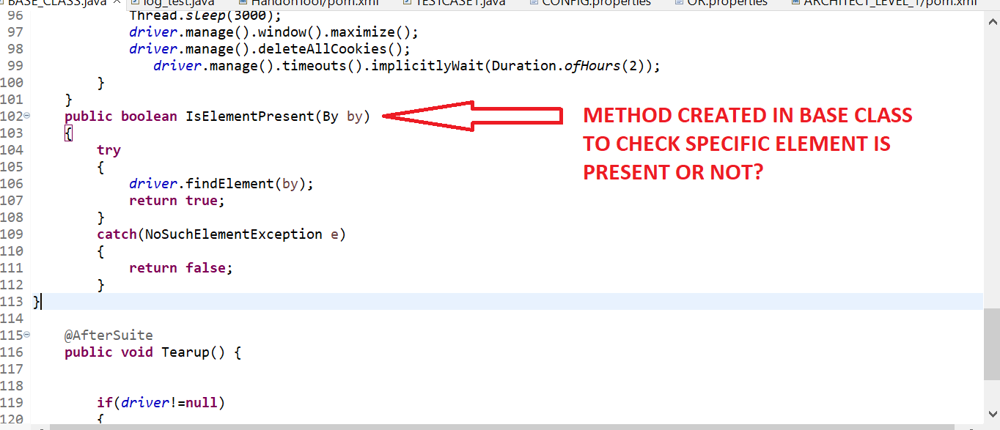 BASE_CLASS.java log_test.java HandonTool/pom.xml TESTCASE1.java CONFIG.properties OR.properties ARCHITECT_LEVEL_1/pom.xml
96 Thread.sleep(3000);
97 driver.manage().window().maximize();
98 driver.manage().deleteAllCookies();
99 driver.manage().timeouts().implicitlyWait(Duration.ofHours(2));
100 }
101 }
102 public boolean IsElementPresent(By by)
103 {
104 try
105 {
106 driver.findElement(by);
107 return true;
108 }
109 catch(NoSuchElementException e)
110 {
111 return false;
112 }
113 }
114
115 @AfterSuite
116 public void Tearup() {
117
118
119 if(driver!=null)
120 {
METHOD CREATED IN BASE CLASS
TO CHECK SPECIFIC ELEMENT IS
PRESENT OR NOT?